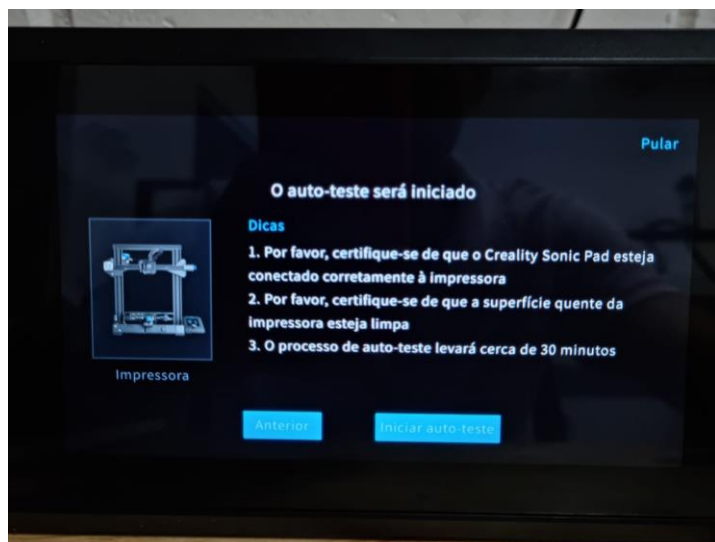 Pular
O auto-teste será iniciado
Dicas
1. Por favor, certifique-se de que o Creality Sonic Pad esteja
conectado corretamente à impressora
2. Por favor, certifique-se de que a superfície quente da
impressora esteja limpa
3. O processo de auto-teste levará cerca de 30 minutos
Impressora
Anterior
Iniciar auto-teste